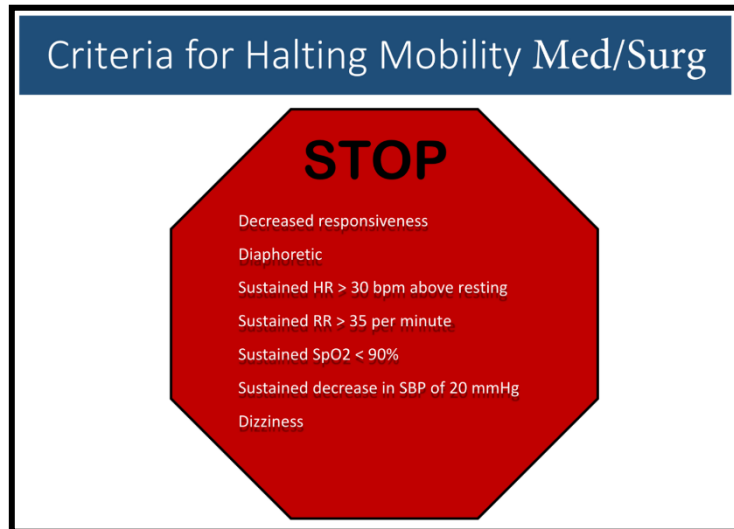 Criteria for Halting Mobility Med/Surg
STOP
Decreased responsiveness
Diaphoretic
Sustained HR > 30 bpm above resting
Sustained RR > 35 per minute
Sustained SpO2 < 90%
Sustained decrease in SBP of 20 mmHg
Dizziness